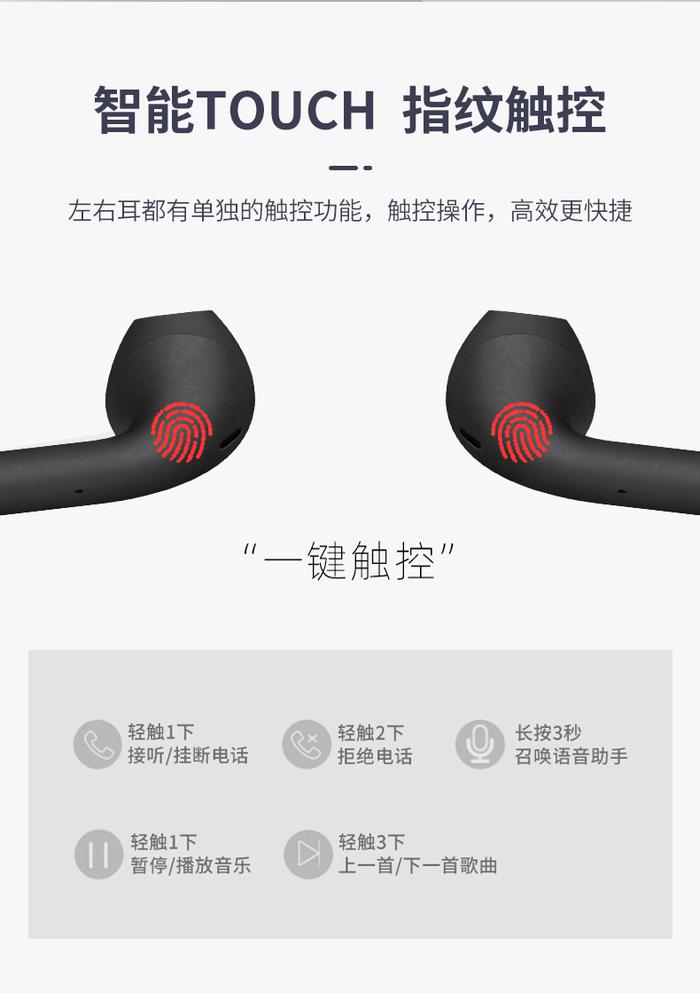 智能TOUCH 指纹触控
左右耳都有单独的触控功能，触控操作，高效更快捷
“一键触控”
轻触1下
接听/挂断电话
轻触2下
拒绝电话
长按3秒
召唤语音助手
轻触1下
暂停/播放音乐
轻触3下
上一首/下一首歌曲